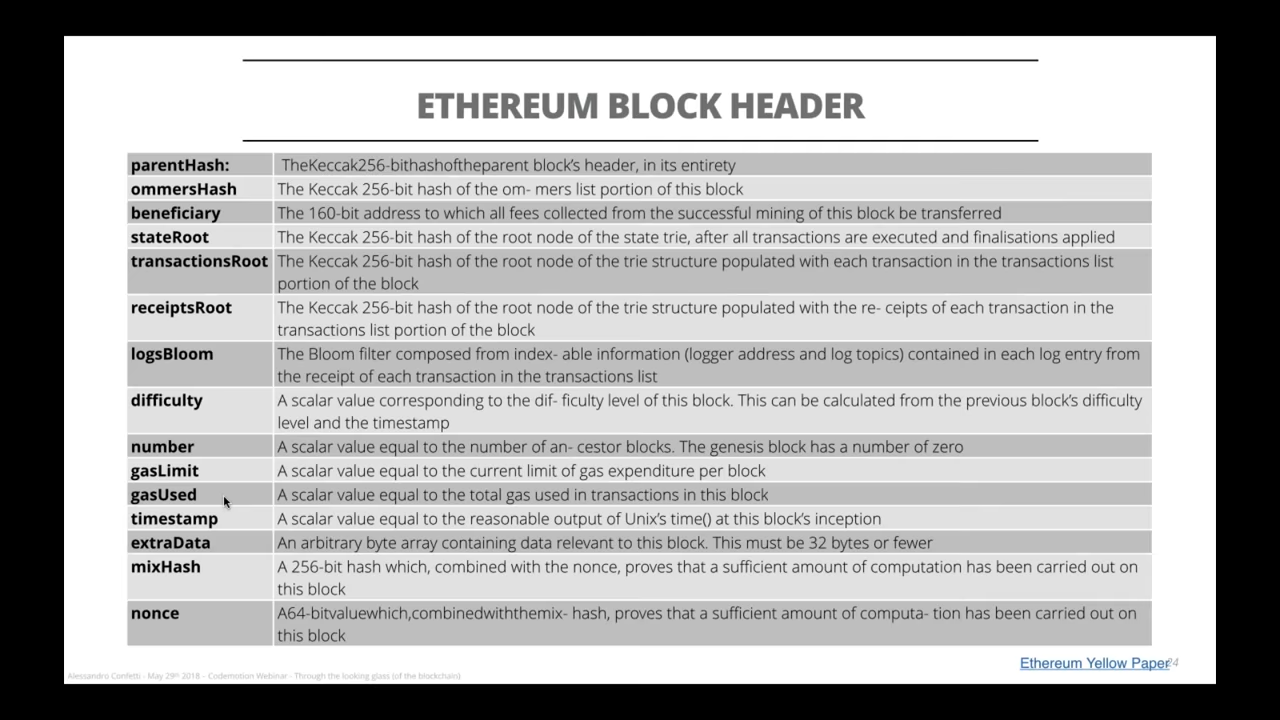 ETHEREUM BLOCK HEADER
parentHash: TheKeccak256-bithashoftheparent block's header, in its entirety
ommersHash The Keccak 256-bit hash of the om- mers list portion of this block
beneficiary The 160-bit address to which all fees collected from the successful mining of this block be transferred
stateRoot The Keccak 256-bit hash of the root node of the state trie, after all transactions are executed and finalisations applied
transactionsRoot The Keccak 256-bit hash of the root node of the trie structure populated with each transaction in the transactions list
portion of the block
receiptsRoot The Keccak 256-bit hash of the root node of the trie structure populated with the re- ceipts of each transaction in the
transactions list portion of the block
logsBloom The Bloom filter composed from index- able information (logger address and log topics) contained in each log entry from
the receipt of each transaction in the transactions list
difficulty A scalar value corresponding to the dif- ficulty level of this block. This can be calculated from the previous block's difficulty
level and the timestamp
number A scalar value equal to the number of an- cestor blocks. The genesis block has a number of zero
gasLimit A scalar value equal to the current limit of gas expenditure per block
gasUsed A scalar value equal to the total gas used in transactions in this block
timestamp A scalar value equal to the reasonable output of Unix's time() at this block's inception
extraData An arbitrary byte array containing data relevant to this block. This must be 32 bytes or fewer
mixHash A 256-bit hash which, combined with the nonce, proves that a sufficient amount of computation has been carried out on
this block
nonce A64-bitvaluewhich,combinedwiththemix- hash, proves that a sufficient amount of computa- tion has been carried out on
this block
Ethereum Yellow Paper 24
Alessandro Confetti - May 29th 2018 - Codemotion Webinar - Through the looking glass (of the blockchain)